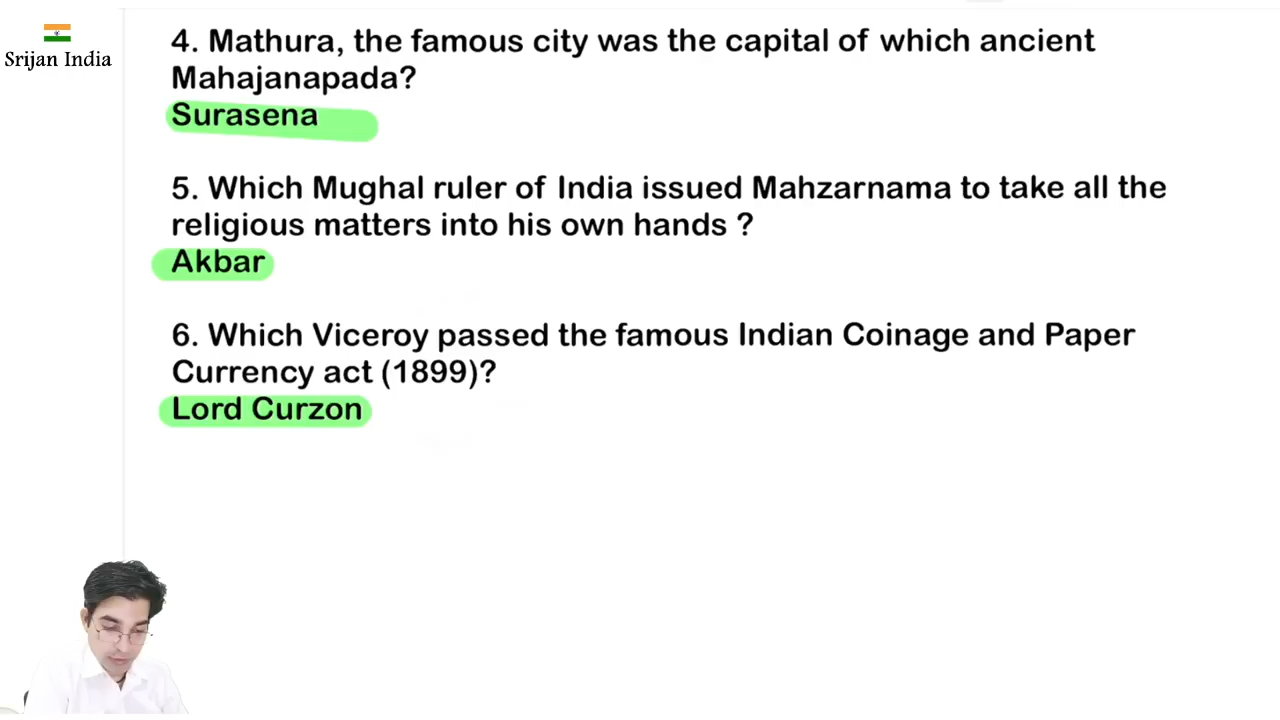 Srijan India
4. Mathura, the famous city was the capital of which ancient
Mahajanapada?
Surasena
5. Which Mughal ruler of India issued Mahzarnama to take all the
religious matters into his own hands ?
Akbar
6. Which Viceroy passed the famous Indian Coinage and Paper
Currency act (1899)?
Lord Curzon